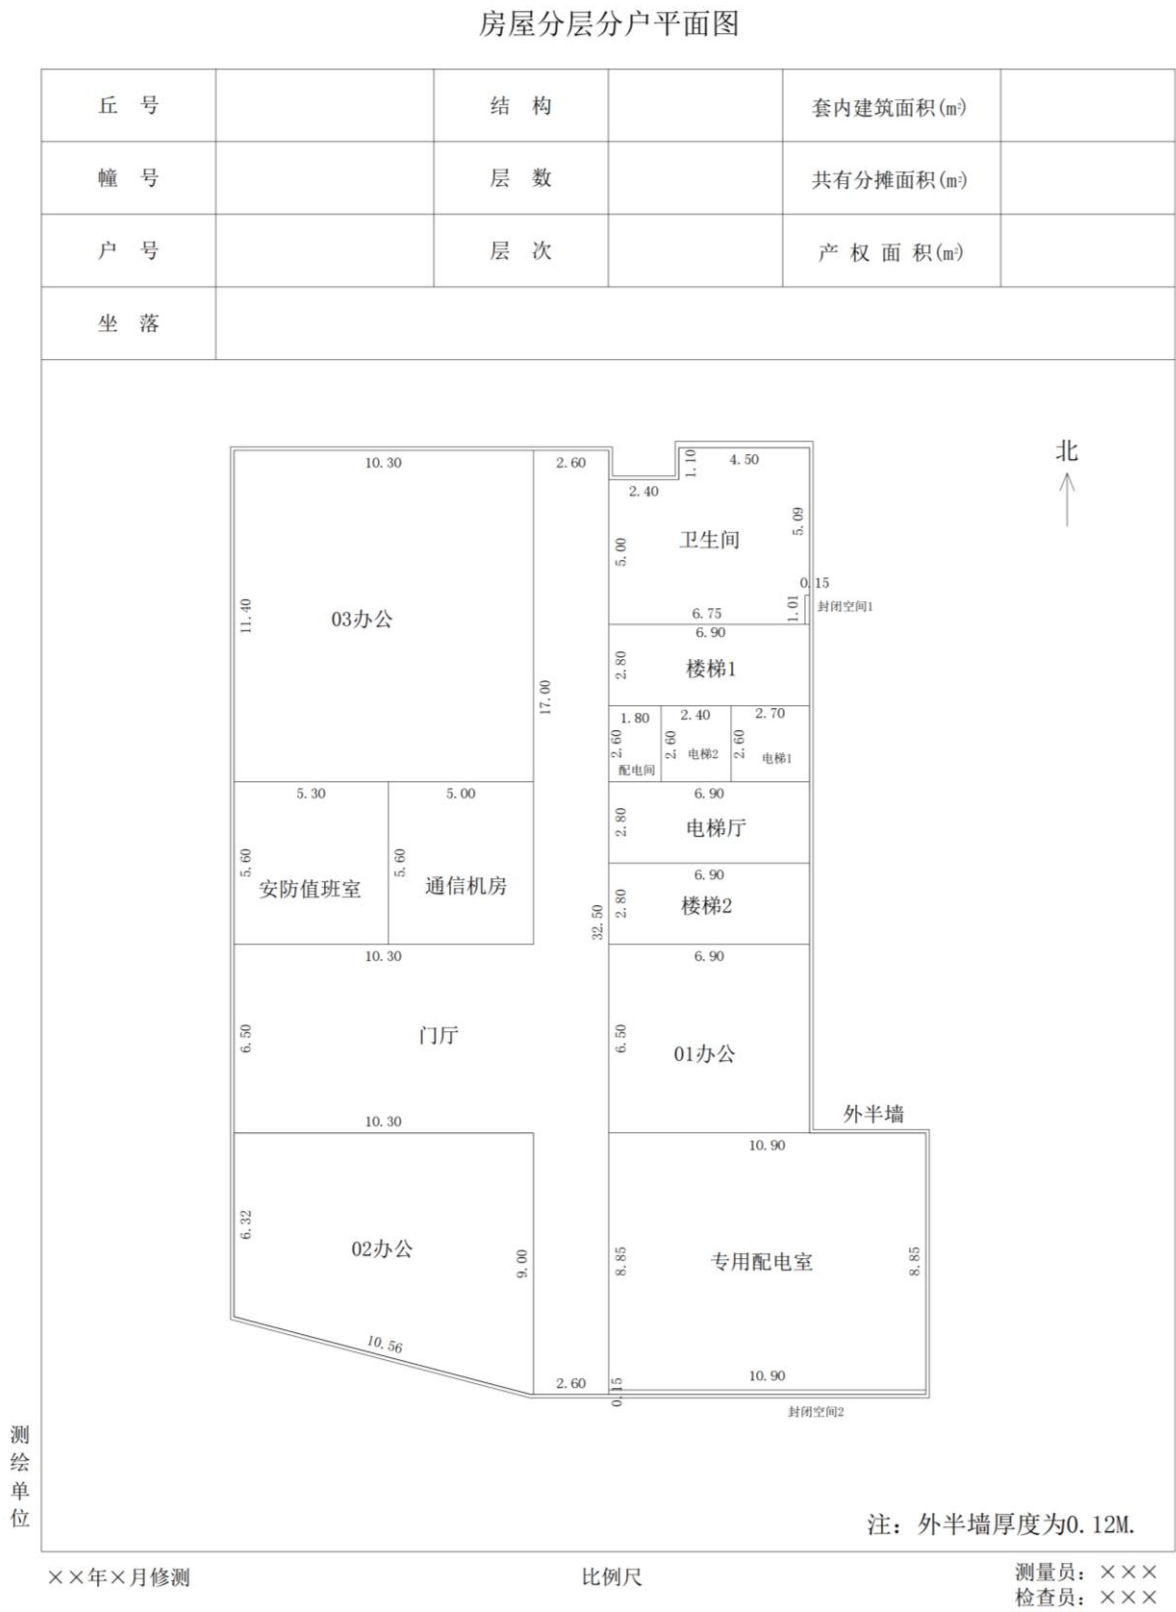 房屋分层分户平面图
丘 号 结 构 套内建筑面积(m²)
幢 号 层 数 共有分摊面积(m²)
户 号 层 次 产 权 面 积(m²)
坐 落
北
10.30
2.60
1.10
4.50
2.40
5.09
5.00
卫生间
0.15
封闭空间1
1.01
6.75
11.40
03办公
6.90
2.80
楼梯1
17.00
1.80
2.40
2.70
2.60
2.60
2.60
配电间
电梯2
电梯1
5.30
5.00
6.90
2.80
电梯厅
5.60
5.60
安防值班室
通信机房
6.90
2.80
楼梯2
32.50
10.30
6.90
6.50
门厅
6.50
01办公
10.30
外半墙
10.90
6.32
02办公
9.00
8.85
专用配电室
8.85
10.56
2.60
0.15
10.90
封闭空间2
测
绘
单
位
注：外半墙厚度为0.12M.
××年×月修测
比例尺
测量员：×××
检查员：×××